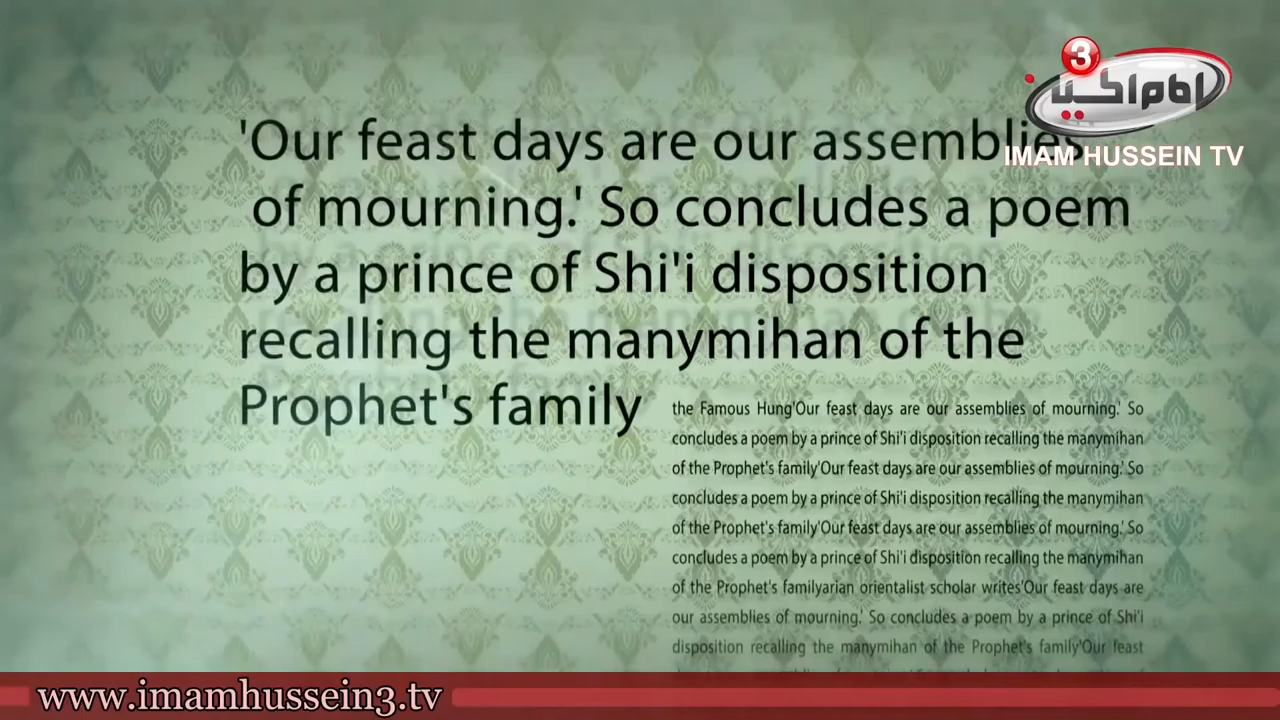 3
امام حسین
IMAM HUSSEIN TV
'Our feast days are our assemblies
of mourning.' So concludes a poem
by a prince of Shi'i disposition
recalling the manymihan of the
Prophet's family
the Famous Hung'Our feast days are our assemblies of mourning.' So
concludes a poem by a prince of Shi'i disposition recalling the manymihan
of the Prophet's family'Our feast days are our assemblies of mourning.' So
concludes a poem by a prince of Shi'i disposition recalling the manymihan
of the Prophet's family'Our feast days are our assemblies of mourning.' So
concludes a poem by a prince of Shi'i disposition recalling the manymihan
of the Prophet's familyarian orientalist scholar writes'Our feast days are
our assemblies of mourning.' So concludes a poem by a prince of Shi'i
disposition recalling the manymihan of the Prophet's family'Our feast
www.imamhussein3.tv